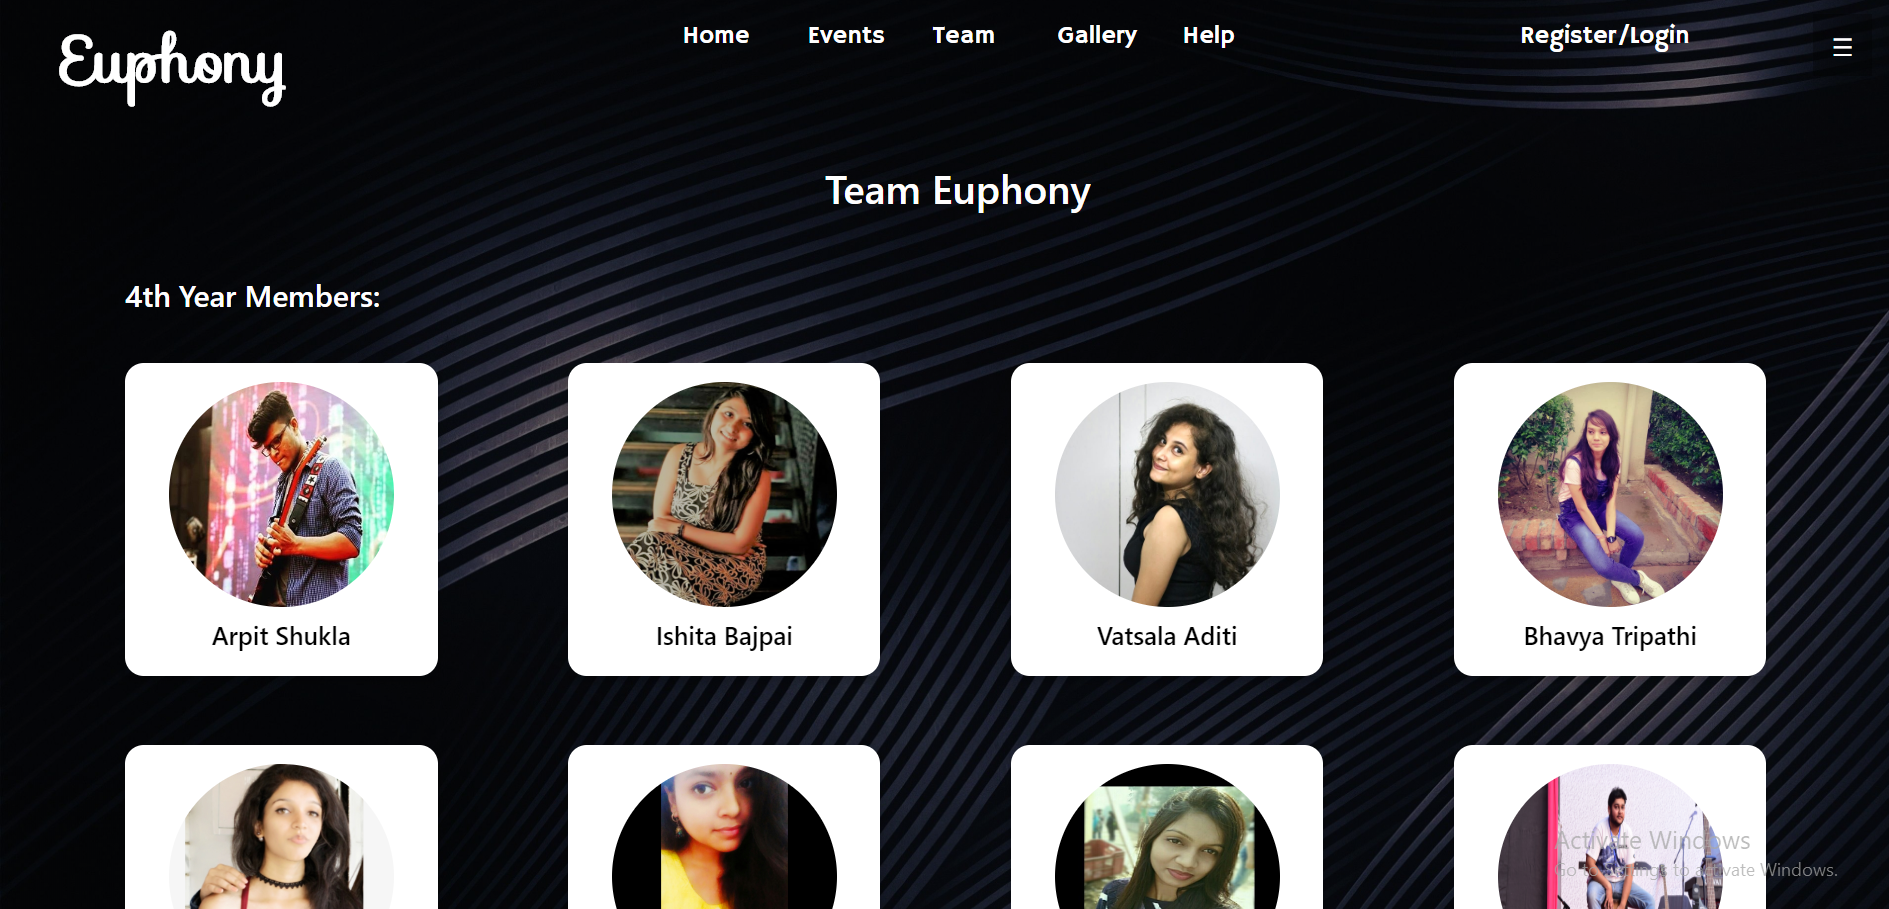 Euphony
Home Events Team Gallery Help Register/Login
Team Euphony
4th Year Members:
Arpit Shukla
Ishita Bajpai
Vatsala Aditi
Bhavya Tripathi
Activate Windows
Go to Settings to activate Windows.